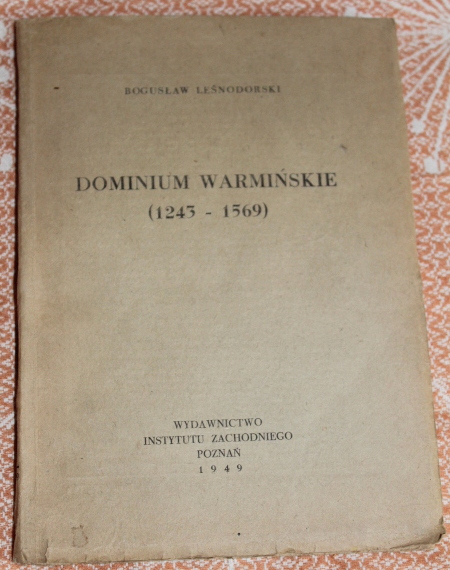 BOGUSŁAW LEŚNODORSKI
DOMINIUM WARMIŃSKIE
(1243 - 1569)
WYDAWNICTWO
INSTYTUTU ZACHODNIEGO
POZNAŃ
1949